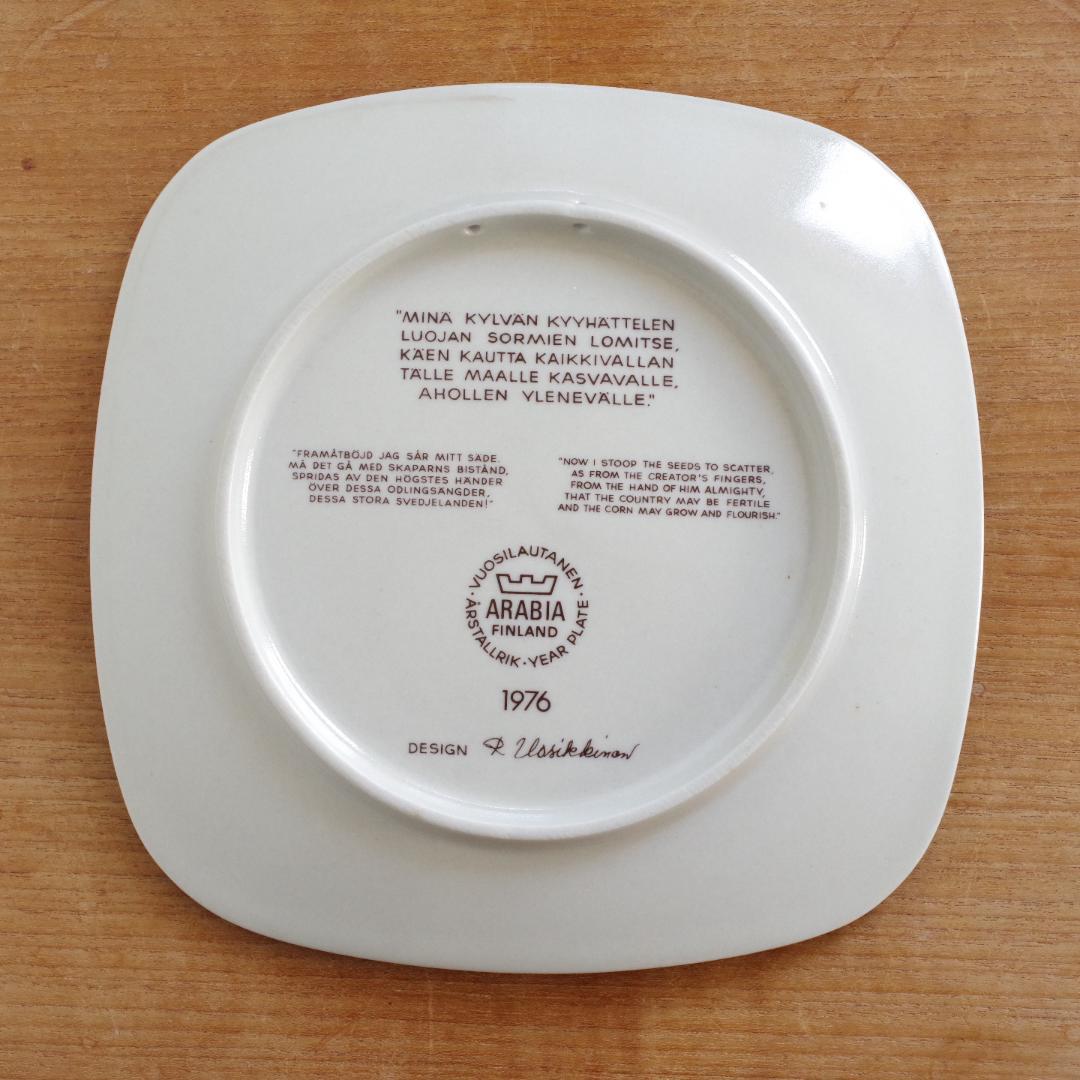 "MINÄ KYLVÄN KYYHÄTTELEN
LUOJAN SORMIEN LOMITSE,
KÄEN KAUTTA KAIKKIVALLAN
TÄLLE MAALLE KASVAVALLE,
AHOLLEN YLENEVÄLLE."
"FRAMÅTBÖJD JAG SÅR MITT SÄDE.
MÅ DET GÅ MED SKAPARNS BISTÅND,
SPRIDAS AV DEN HÖGSTES HÄNDER
ÖVER DESSA ODLINGSÄNGDER,
DESSA STORA SVEDJELANDEN!"
"NOW I STOOP THE SEEDS TO SCATTER,
AS FROM THE CREATOR'S FINGERS,
FROM THE HAND OF HIM ALMIGHTY,
THAT THE COUNTRY MAY BE FERTILE
AND THE CORN MAY GROW AND FLOURISH."
· VUOSILAUTANEN ·
ARABIA
FINLAND
ÅRSTALLRIK · YEAR PLATE
1976
DESIGN R Uosikkinen